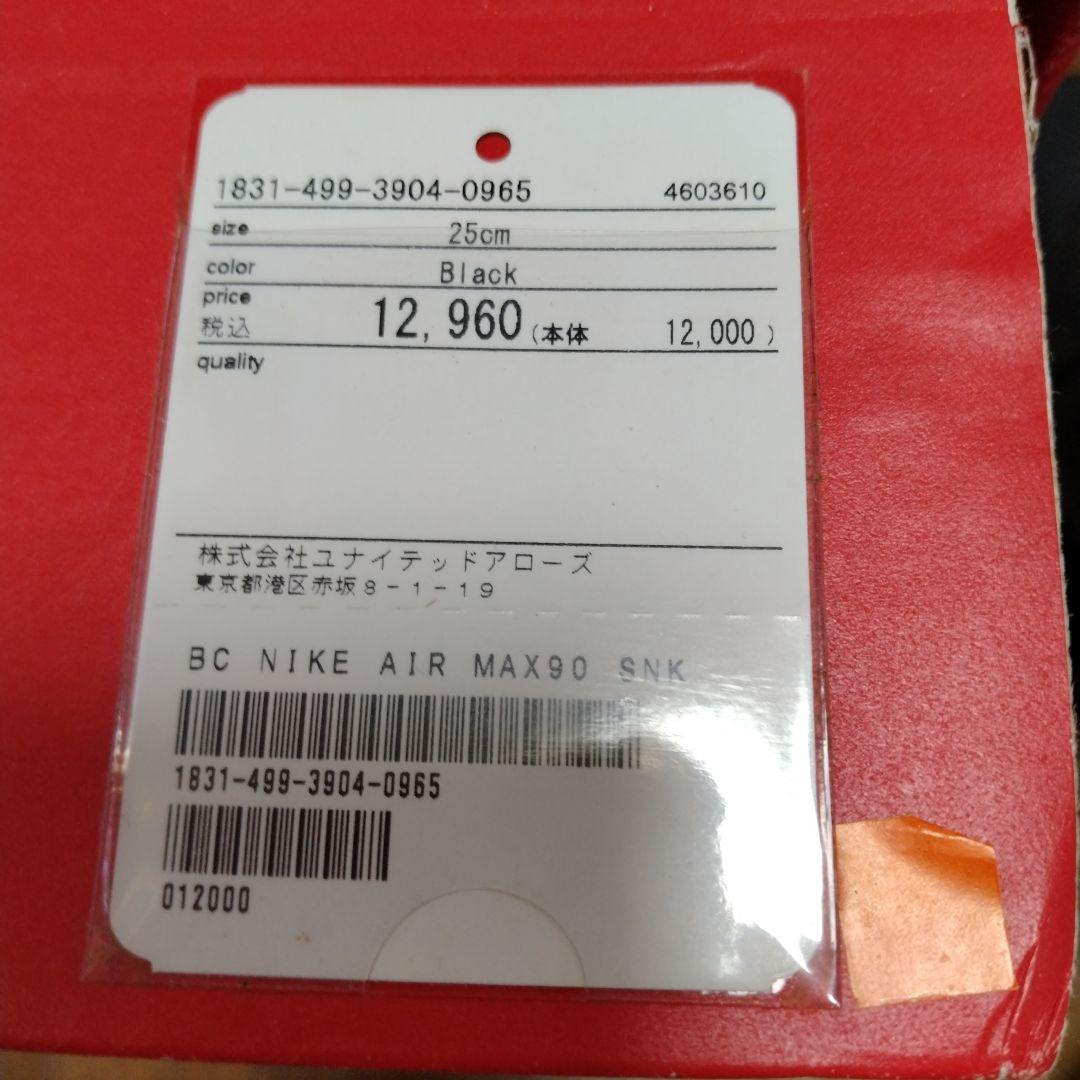 1831-499-3904-0965 4603610
size 25cm
color Black
price
税込 12,960 (本体 12,000 )
quality
株式会社ユナイテッドアローズ
東京都港区赤坂8-1-19
BC NIKE AIR MAX90 SNK
1831-499-3904-0965
012000